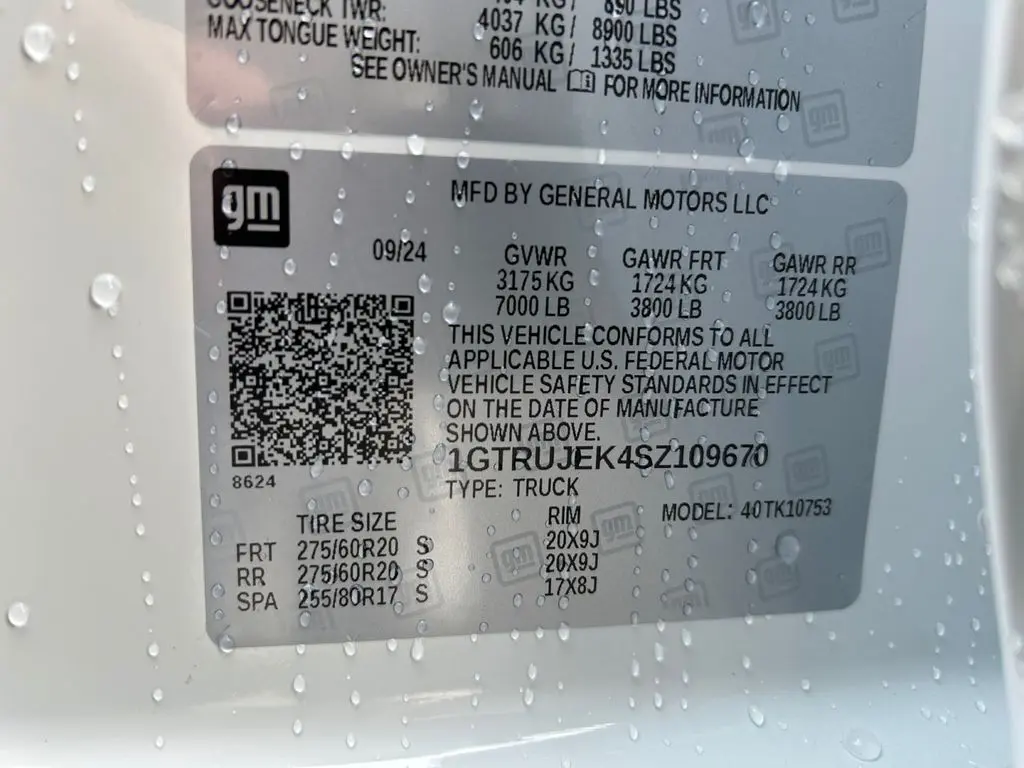 GOOSENECK TWR: 4037 KG/ 8900 LBS
MAX TONGUE WEIGHT: 606 KG/ 1335 LBS
SEE OWNER'S MANUAL FOR MORE INFORMATION
gm
MFD BY GENERAL MOTORS LLC
09/24
GVWR GAWR FRT GAWR RR
3175 KG 1724 KG 1724 KG
7000 LB 3800 LB 3800 LB
THIS VEHICLE CONFORMS TO ALL
APPLICABLE U.S. FEDERAL MOTOR
VEHICLE SAFETY STANDARDS IN EFFECT
ON THE DATE OF MANUFACTURE
SHOWN ABOVE.
8624
1GTRUJEK4SZ109670
TYPE: TRUCK
MODEL: 40TK10753
TIRE SIZE RIM
FRT 275/60R20 S 20X9J
RR 275/60R20 S 20X9J
SPA 255/80R17 S 17X8J